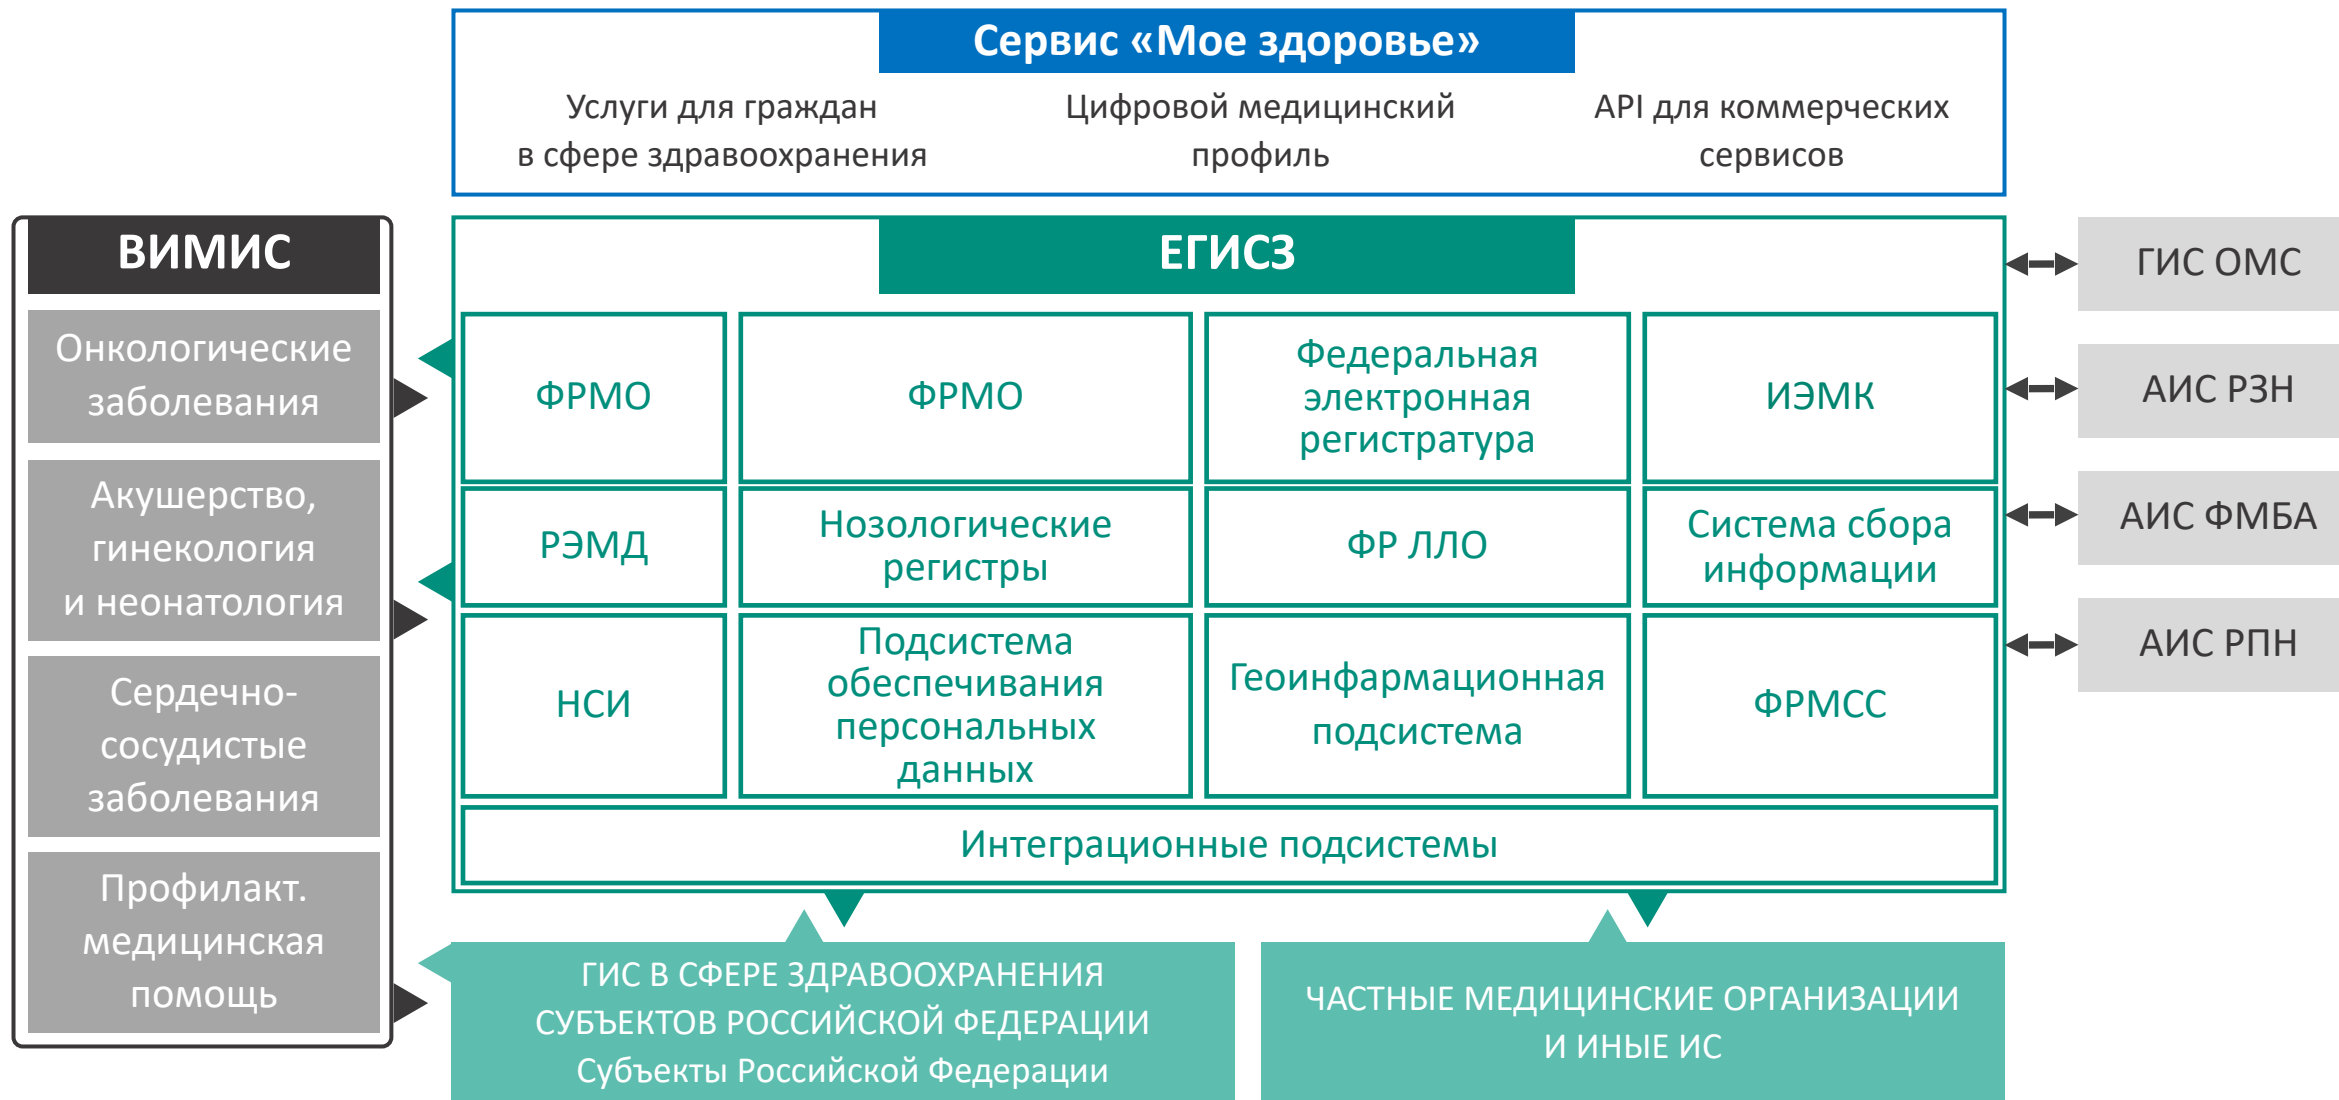 Сервис «Мое здоровье»
Услуги для граждан
в сфере здравоохранения
Цифровой медицинский
профиль
API для коммерческих
сервисов
ВИМИС
Онкологические
заболевания
Акушерство,
гинекология
и неонатология
Сердечно-
сосудистые
заболевания
Профилакт.
медицинская
помощь
ЕГИСЗ
ФРМО
ФРМО
Федеральная
электронная
регистратура
ИЭМК
РЭМД
Нозологические
регистры
ФР ЛЛО
Система сбора
информации
НСИ
Подсистема
обеспечивания
персональных
данных
Геоинфармационная
подсистема
ФРМСС
Интеграционные подсистемы
ГИС ОМС
АИС РЗН
АИС ФМБА
АИС РПН
ГИС В СФЕРЕ ЗДРАВООХРАНЕНИЯ
СУБЪЕКТОВ РОССИЙСКОЙ ФЕДЕРАЦИИ
Субъекты Российской Федерации
ЧАСТНЫЕ МЕДИЦИНСКИЕ ОРГАНИЗАЦИИ
И ИНЫЕ ИС